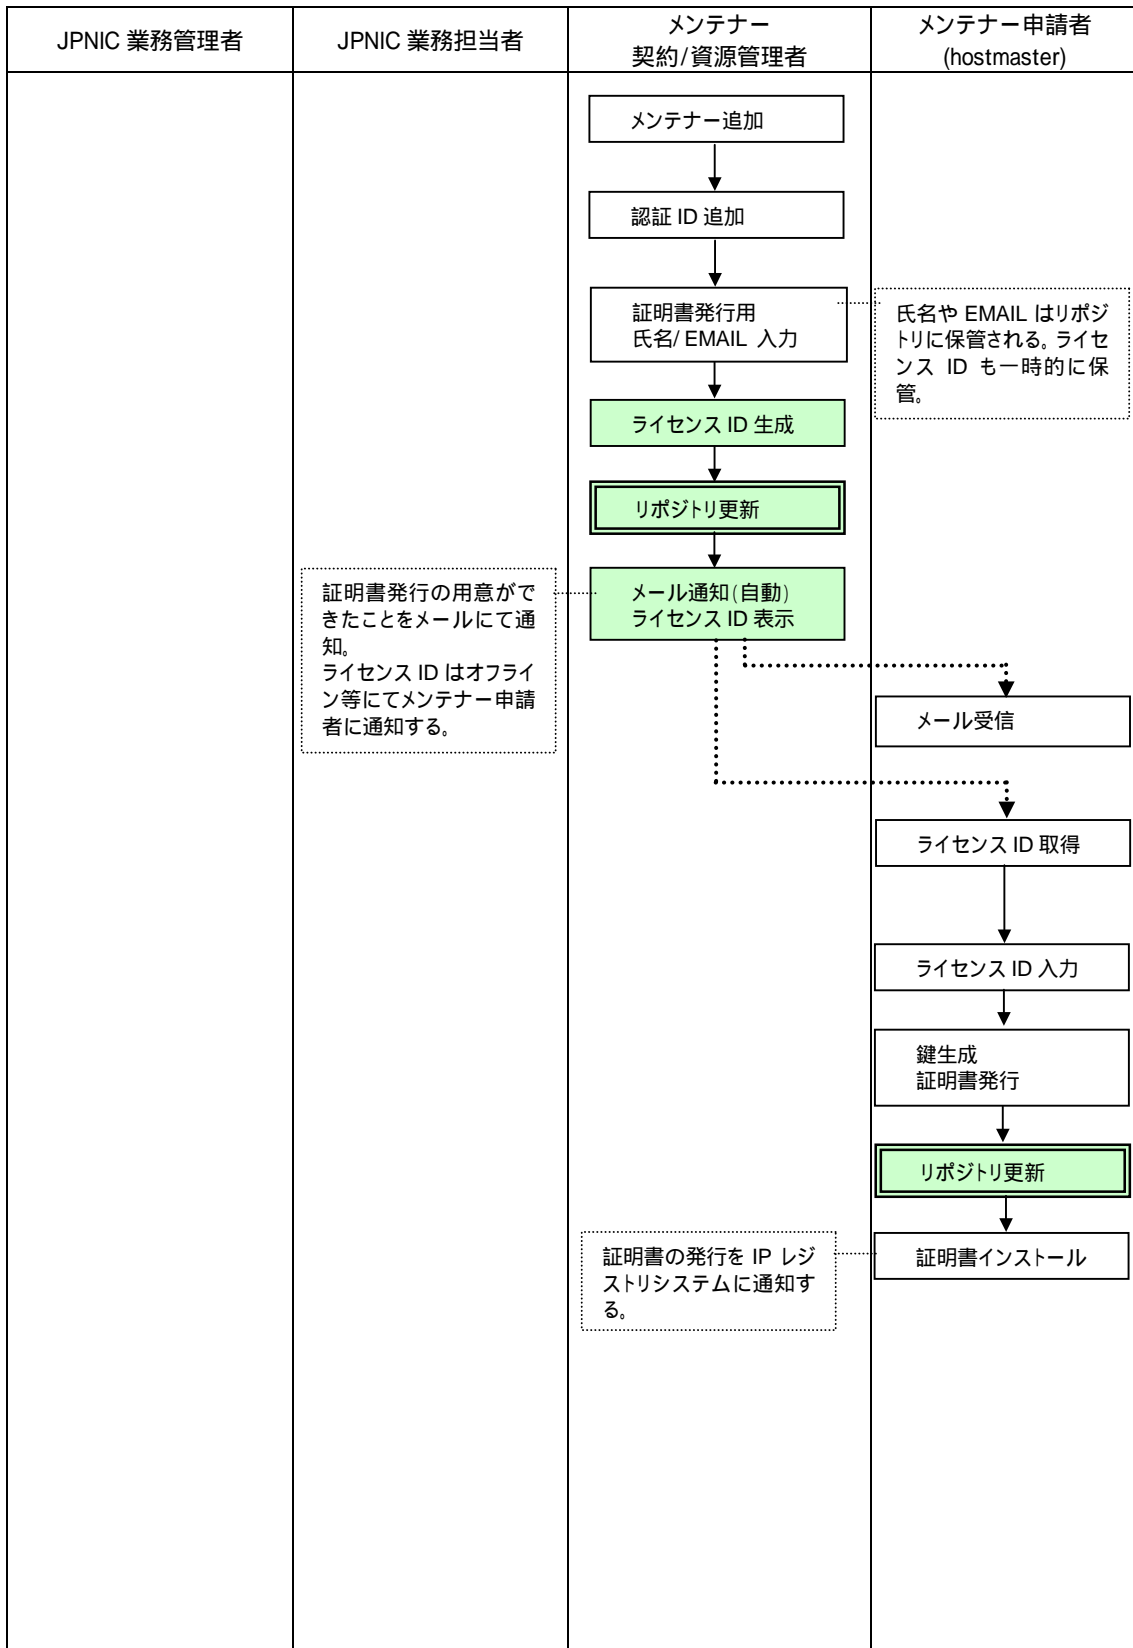 JPNIC 業務管理者
JPNIC 業務担当者
メンテナー
契約/資源管理者
メンテナー申請者
(hostmaster)
メンテナー追加
認証 ID 追加
証明書発行用
氏名/ EMAIL 入力
氏名や EMAIL はリポジ
トリに保管される。ライセ
ンス ID も一時的に保
管。
ライセンス ID 生成
リポジトリ更新
証明書発行の用意がで
きたことをメールにて通
知。
ライセンス ID はオフライ
ン等にてメンテナー申請
者に通知する。
メール通知(自動)
ライセンス ID 表示
メール受信
ライセンス ID 取得
ライセンス ID 入力
鍵生成
証明書発行
リポジトリ更新
証明書の発行を IP レジ
ストリシステムに通知す
る。
証明書インストール